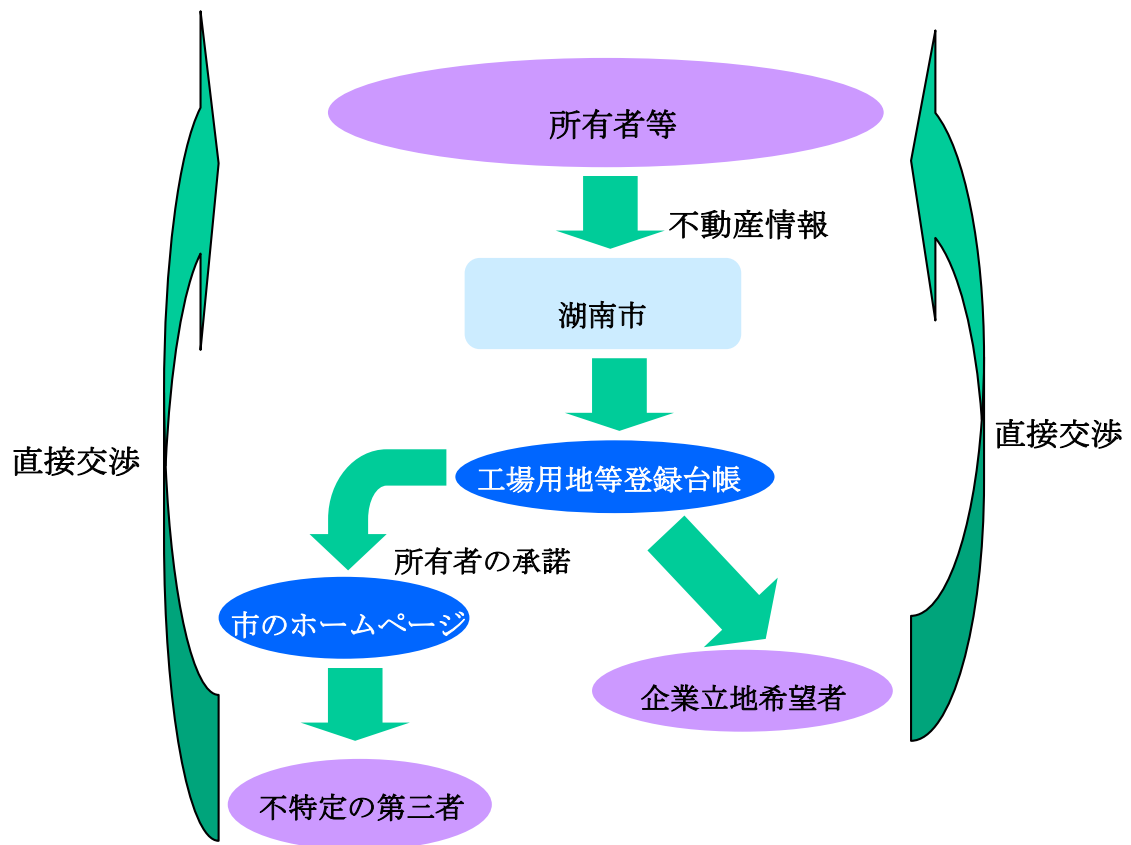 所有者等
不動産情報
湖南市
直接交渉
直接交渉
工場用地等登録台帳
所有者の承諾
市のホームページ
企業立地希望者
不特定の第三者